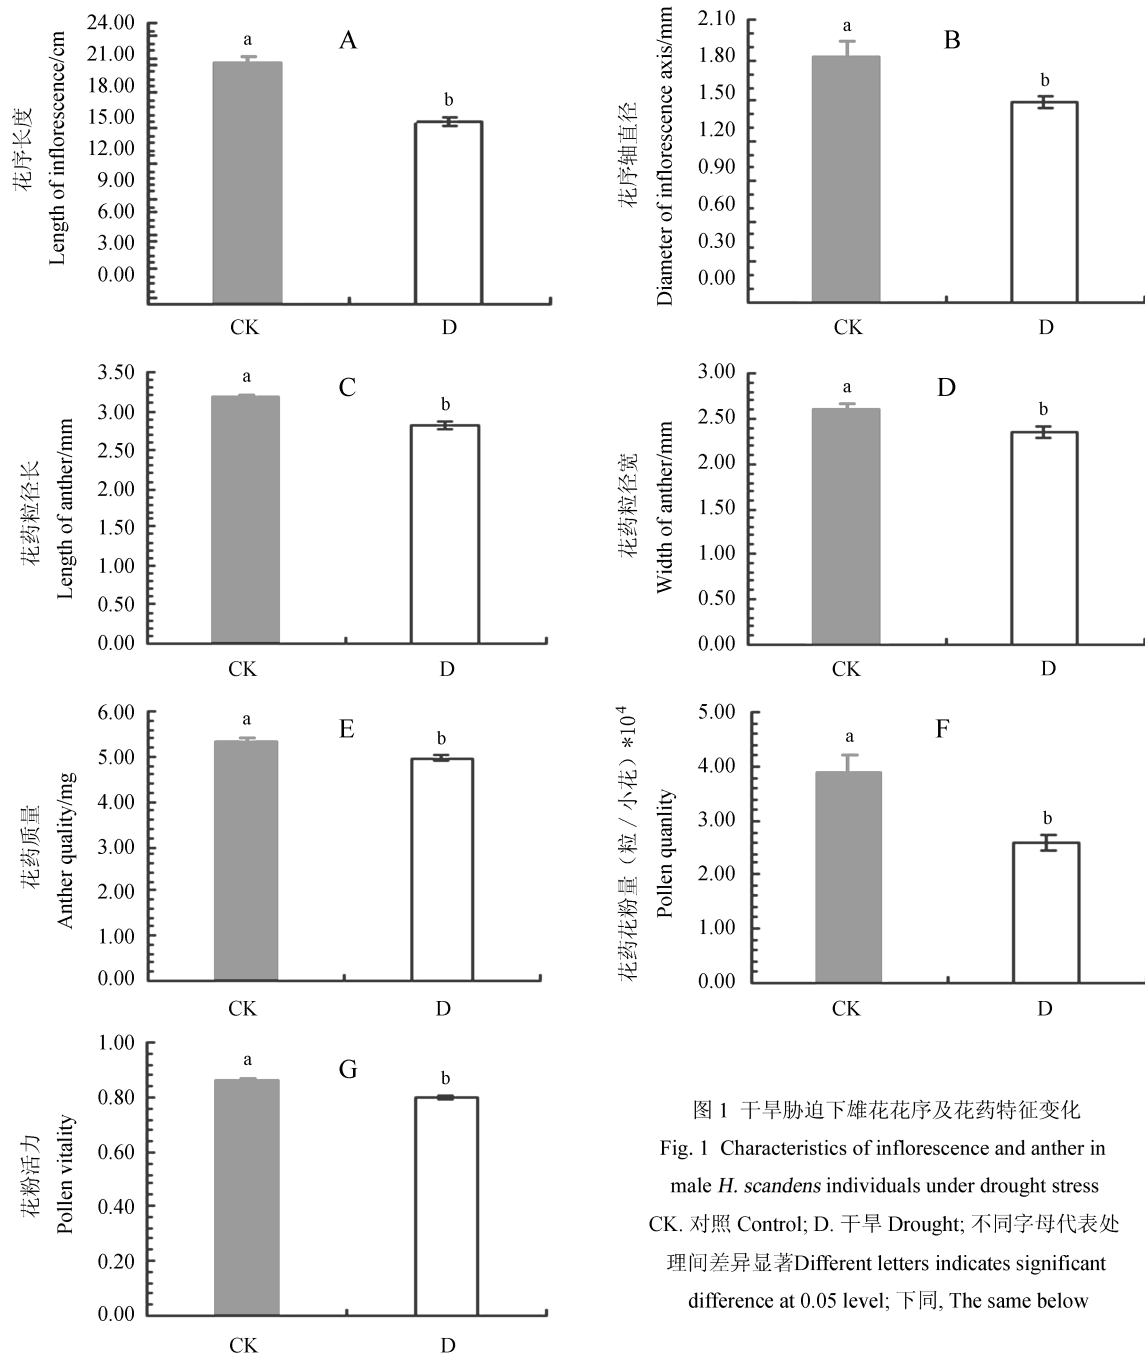 花序长度
Length of inflorescence/cm
24.00
21.00
18.00
15.00
12.00
9.00
6.00
3.00
0.00
a
b
A
CK
D
花序轴直径
Diameter of inflorescence axis/mm
2.10
1.80
1.50
1.20
0.90
0.60
0.30
0.00
a
b
B
CK
D
花药粒径长
Length of anther/mm
3.50
3.00
2.50
2.00
1.50
1.00
0.50
0.00
a
b
C
CK
D
花药粒径宽
Width of anther/mm
3.00
2.50
2.00
1.50
1.00
0.50
0.00
a
b
D
CK
D
花药质量
Anther quality/mg
6.00
5.00
4.00
3.00
2.00
1.00
0.00
a
b
E
CK
D
花药花粉量（粒/小花）*10⁴
Pollen quanlity
5.00
4.00
3.00
2.00
1.00
0.00
a
b
F
CK
D
花粉活力
Pollen vitality
1.00
0.80
0.60
0.40
0.20
0.00
a
b
G
CK
D
图 1 干旱胁迫下雄花花序及花药特征变化
Fig. 1 Characteristics of inflorescence and anther in
male H. scandens individuals under drought stress
CK. 对照 Control; D. 干旱 Drought; 不同字母代表处
理间差异显著Different letters indicates significant
difference at 0.05 level; 下同, The same below